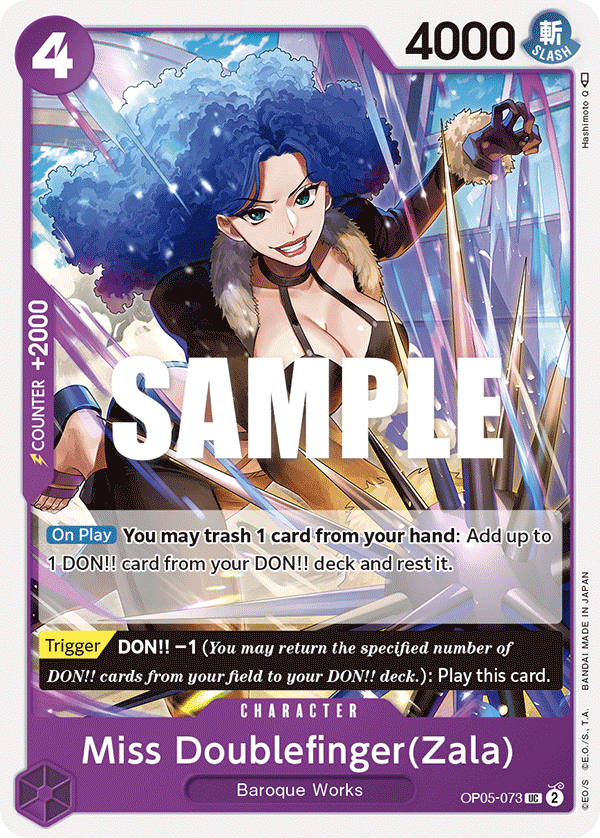 4
4000
斬
SLASH
Hashimoto Q
COUNTER +2000
SAMPLE
On Play You may trash 1 card from your hand: Add up to
1 DON!! card from your DON!! deck and rest it.
Trigger DON!! −1 (You may return the specified number of
DON!! cards from your field to your DON!! deck.): Play this card.
CHARACTER
Miss Doublefinger(Zala)
Baroque Works
OP05-073 UC 2
©EO/S ©E.O./S., T.A. BANDAI MADE IN JAPAN